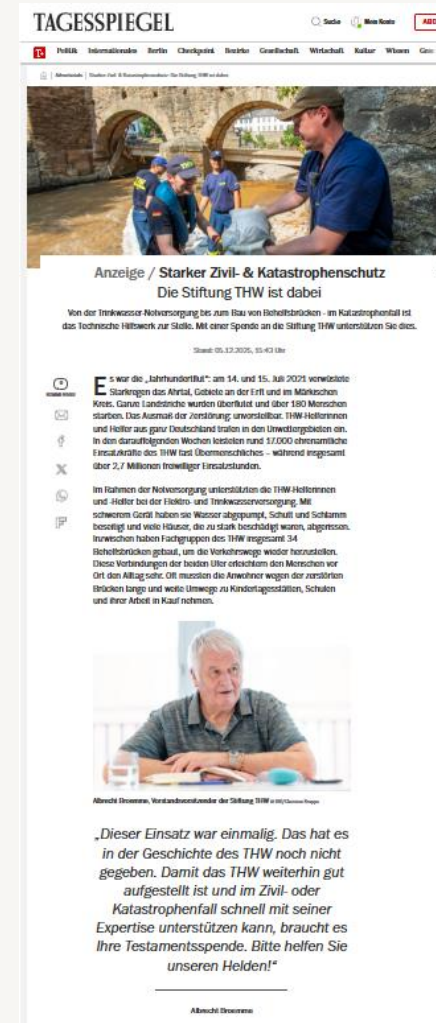 TAGESSPIEGEL
Suche Mein Konto ABO
T. Politik Internationales Berlin Checkpoint Bezirke Gesellschaft Wirtschaft Kultur Wissen
Starker Zivil- & Katastrophenschutz: Die Stiftung THW ist dabei
THW
Anzeige / Starker Zivil- & Katastrophenschutz
Die Stiftung THW ist dabei
Von der Trinkwasser-Notversorgung bis zum Bau von Behelfsbrücken - im Katastrophenfall ist
das Technische Hilfswerk zur Stelle. Mit einer Spende an die Stiftung THW unterstützen Sie dies.
Stand: 05.12.2025, 15:43 Uhr
Es war die „Jahrhundertflut“: am 14. und 15. Juli 2021 verwüstete
Starkregen das Ahrtal, Gebiete an der Erft und im Märkischen
Kreis. Ganze Landstriche wurden überflutet und über 180 Menschen
starben. Das Ausmaß der Zerstörung: unvorstellbar. THW-Helferinnen
und Helfer aus ganz Deutschland trafen in den Unwettergebieten ein.
In den darauffolgenden Wochen leisteten rund 17.000 ehrenamtliche
Einsatzkräfte des THW fast Übermenschliches – während insgesamt
über 2,7 Millionen freiwilliger Einsatzstunden.
Im Rahmen der Notversorgung unterstützten die THW-Helferinnen
und -Helfer bei der Elektro- und Trinkwasserversorgung. Mit
schwerem Gerät haben sie Wasser abgepumpt, Schutt und Schlamm
beseitigt und viele Häuser, die zu stark beschädigt waren, abgerissen.
Inzwischen haben Fachgruppen des THW insgesamt 34
Behelfsbrücken gebaut, um die Verkehrswege wieder herzustellen.
Diese Verbindungen der beiden Ufer erleichtern den Menschen vor
Ort den Alltag sehr. Oft mussten die Anwohner wegen der zerstörten
Brücken lange und weite Umwege zu Kindertagesstätten, Schulen
und ihrer Arbeit in Kauf nehmen.
Albrecht Broemme, Vorstandsvorsitzender der Stiftung THW
„Dieser Einsatz war einmalig. Das hat es
in der Geschichte des THW noch nicht
gegeben. Damit das THW weiterhin gut
aufgestellt ist und im Zivil- oder
Katastrophenfall schnell mit seiner
Expertise unterstützen kann, braucht es
Ihre Testamentsspende. Bitte helfen Sie
unseren Helden!“
Albrecht Broemme